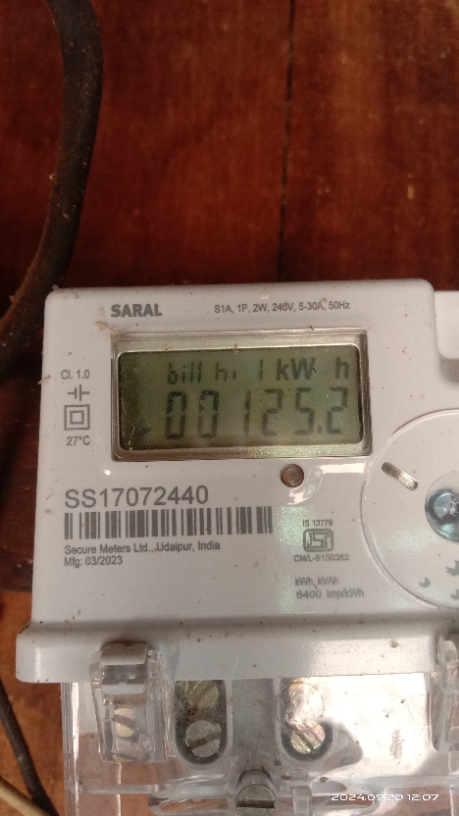 SARAL
S1A, 1P, 2W, 240V, 5-30A, 50Hz
Cl. 1.0
bill hi 1 kW h
00125.2
27°C
SS17072440
IS 13779
Secure Meters Ltd., Udaipur, India
Mfg: 03/2023
CM/L-8150362
kWh, kVAh
6400 imp/kWh
2024.09.20 12:07